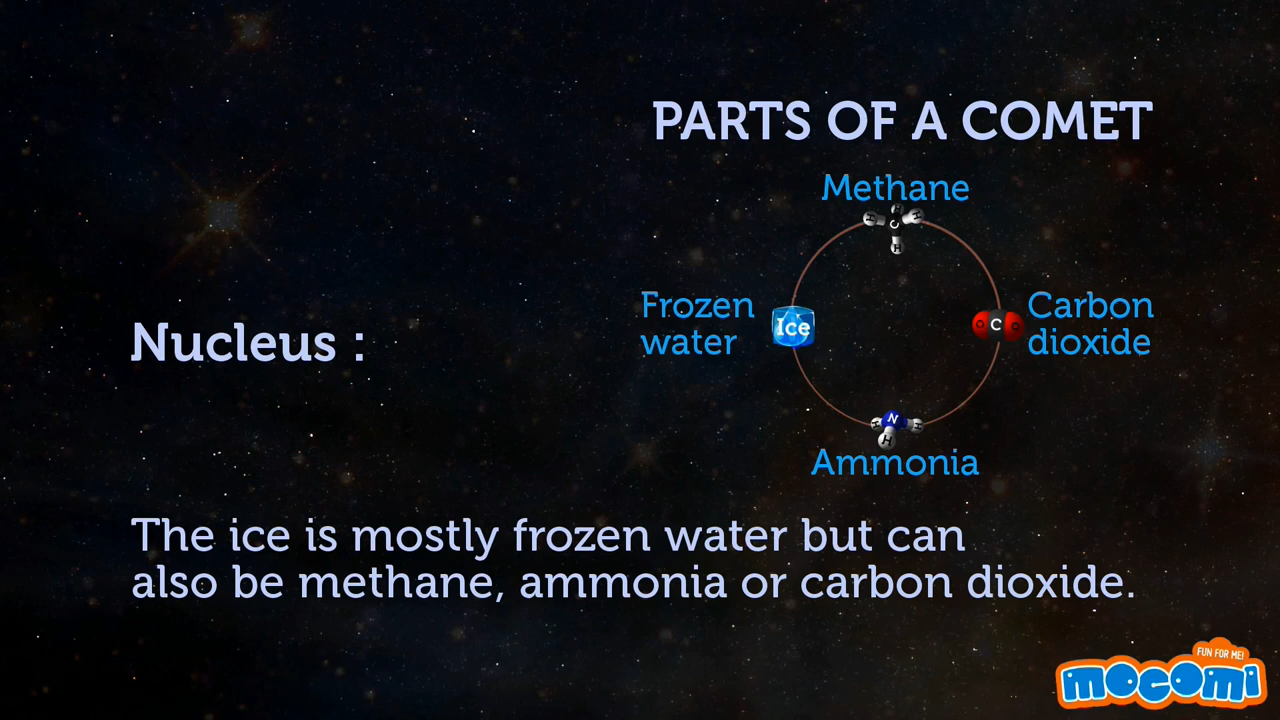 PARTS OF A COMET
Methane
H H H
C
H
Frozen
water
Ice
O C O
Carbon
dioxide
Nucleus :
N
H H
H
Ammonia
The ice is mostly frozen water but can
also be methane, ammonia or carbon dioxide.
FUN FOR ME!
mocomi